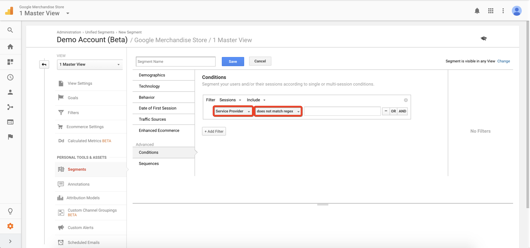 Google Merchandise Store
1 Master View
Administration > Unified Segments > New Segment
Demo Account (Beta) / Google Merchandise Store / 1 Master View
VIEW
1 Master View
View Settings
Goals
Filters
Ecommerce Settings
Calculated Metrics BETA
PERSONAL TOOLS & ASSETS
Segments
Annotations
Attribution Models
Custom Channel Groupings
BETA
Custom Alerts
Scheduled Emails
Segment Name
Save
Cancel
Segment is visible in any View Change
Demographics
Technology
Behavior
Date of First Session
Traffic Sources
Enhanced Ecommerce
Advanced
Conditions
Sequences
Conditions
Segment your users and/or their sessions according to single or multi-session conditions.
Filter Sessions Include
Service Provider does not match regex - OR AND
+ Add Filter
No Filters